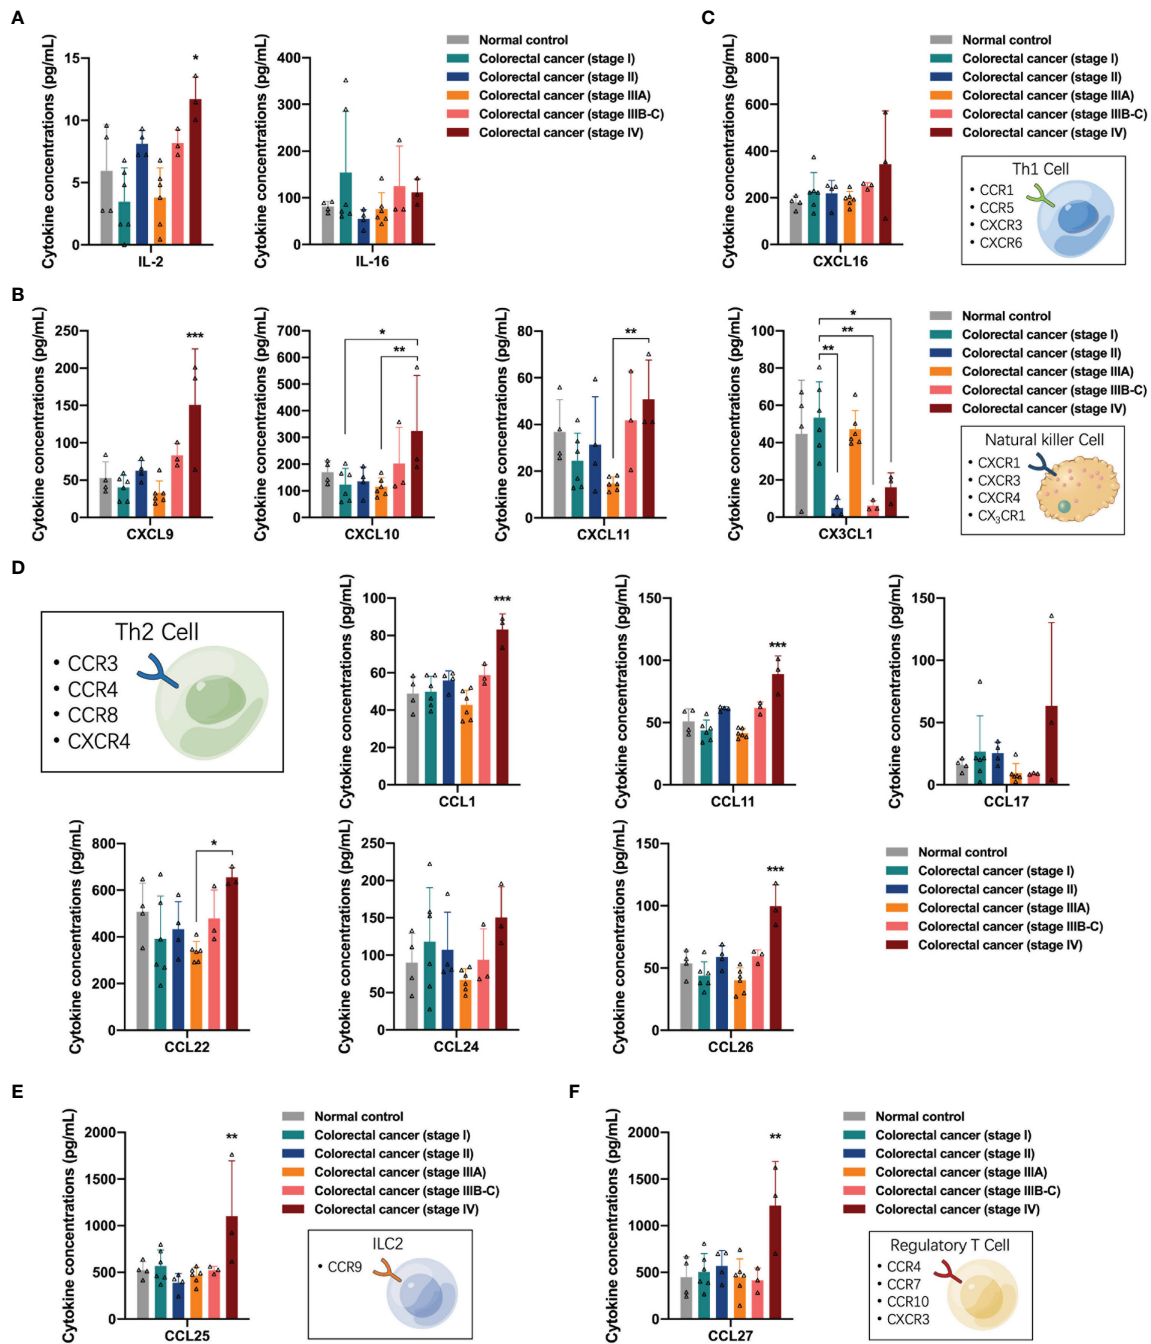 A
Cytokine concentrations (pg/mL)
15
10
5
0
*
IL-2
Cytokine concentrations (pg/mL)
400
300
200
100
0
IL-16
Normal control
Colorectal cancer (stage I)
Colorectal cancer (stage II)
Colorectal cancer (stage IIIA)
Colorectal cancer (stage IIIB-C)
Colorectal cancer (stage IV)
C
Cytokine concentrations (pg/mL)
800
600
400
200
0
CXCL16
Normal control
Colorectal cancer (stage I)
Colorectal cancer (stage II)
Colorectal cancer (stage IIIA)
Colorectal cancer (stage IIIB-C)
Colorectal cancer (stage IV)
Th1 Cell
• CCR1
• CCR5
• CXCR3
• CXCR6
B
Cytokine concentrations (pg/mL)
250
200
150
100
50
0
***
CXCL9
Cytokine concentrations (pg/mL)
700
600
500
400
300
200
100
0
*
**
CXCL10
Cytokine concentrations (pg/mL)
80
60
40
20
0
**
CXCL11
Cytokine concentrations (pg/mL)
100
80
60
40
20
0
*
**
**
CX3CL1
Normal control
Colorectal cancer (stage I)
Colorectal cancer (stage II)
Colorectal cancer (stage IIIA)
Colorectal cancer (stage IIIB-C)
Colorectal cancer (stage IV)
Natural killer Cell
• CXCR1
• CXCR3
• CXCR4
• CX₃CR1
D
Th2 Cell
• CCR3
• CCR4
• CCR8
• CXCR4
Cytokine concentrations (pg/mL)
100
80
60
40
20
0
***
CCL1
Cytokine concentrations (pg/mL)
150
100
50
0
***
CCL11
Cytokine concentrations (pg/mL)
150
100
50
0
CCL17
Cytokine concentrations (pg/mL)
800
600
400
200
0
*
CCL22
Cytokine concentrations (pg/mL)
250
200
150
100
50
0
CCL24
Cytokine concentrations (pg/mL)
150
100
50
0
***
CCL26
Normal control
Colorectal cancer (stage I)
Colorectal cancer (stage II)
Colorectal cancer (stage IIIA)
Colorectal cancer (stage IIIB-C)
Colorectal cancer (stage IV)
E
Cytokine concentrations (pg/mL)
2000
1500
1000
500
0
**
CCL25
Normal control
Colorectal cancer (stage I)
Colorectal cancer (stage II)
Colorectal cancer (stage IIIA)
Colorectal cancer (stage IIIB-C)
Colorectal cancer (stage IV)
ILC2
• CCR9
F
Cytokine concentrations (pg/mL)
2000
1500
1000
500
0
**
CCL27
Normal control
Colorectal cancer (stage I)
Colorectal cancer (stage II)
Colorectal cancer (stage IIIA)
Colorectal cancer (stage IIIB-C)
Colorectal cancer (stage IV)
Regulatory T Cell
• CCR4
• CCR7
• CCR10
• CXCR3